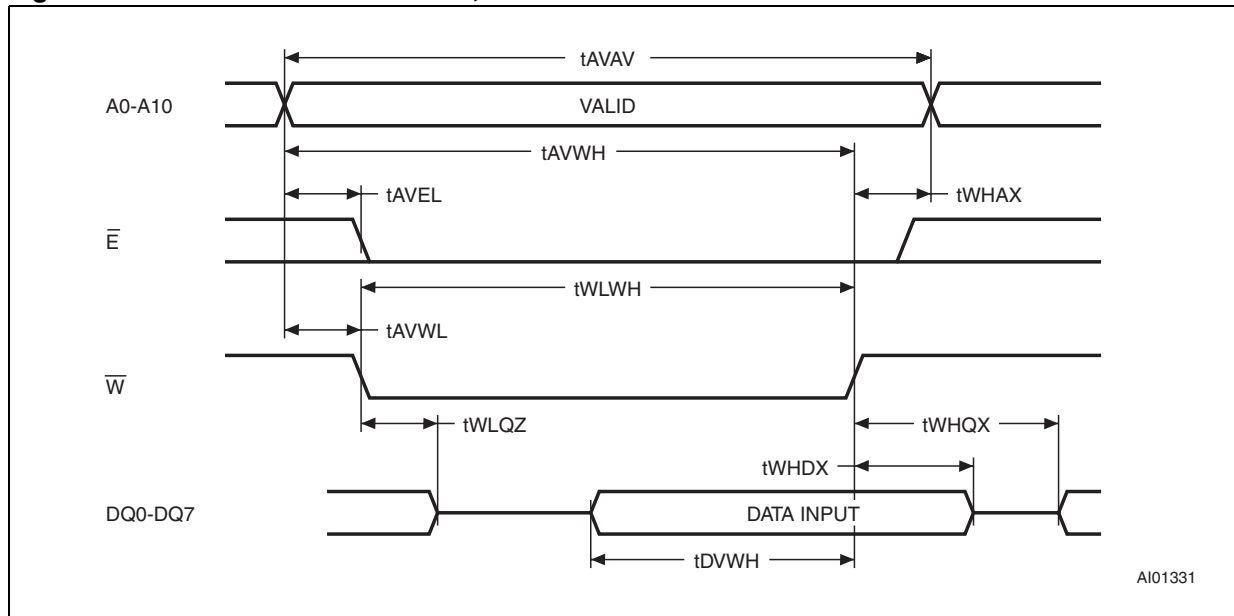 tAVAV
A0-A10
VALID
tAVWH
tAVEL
tWHAX
E̅
tWLWH
tAVWL
W̅
tWLQZ
tWHQX
tWHDX
DQ0-DQ7
DATA INPUT
tDVWH
AI01331